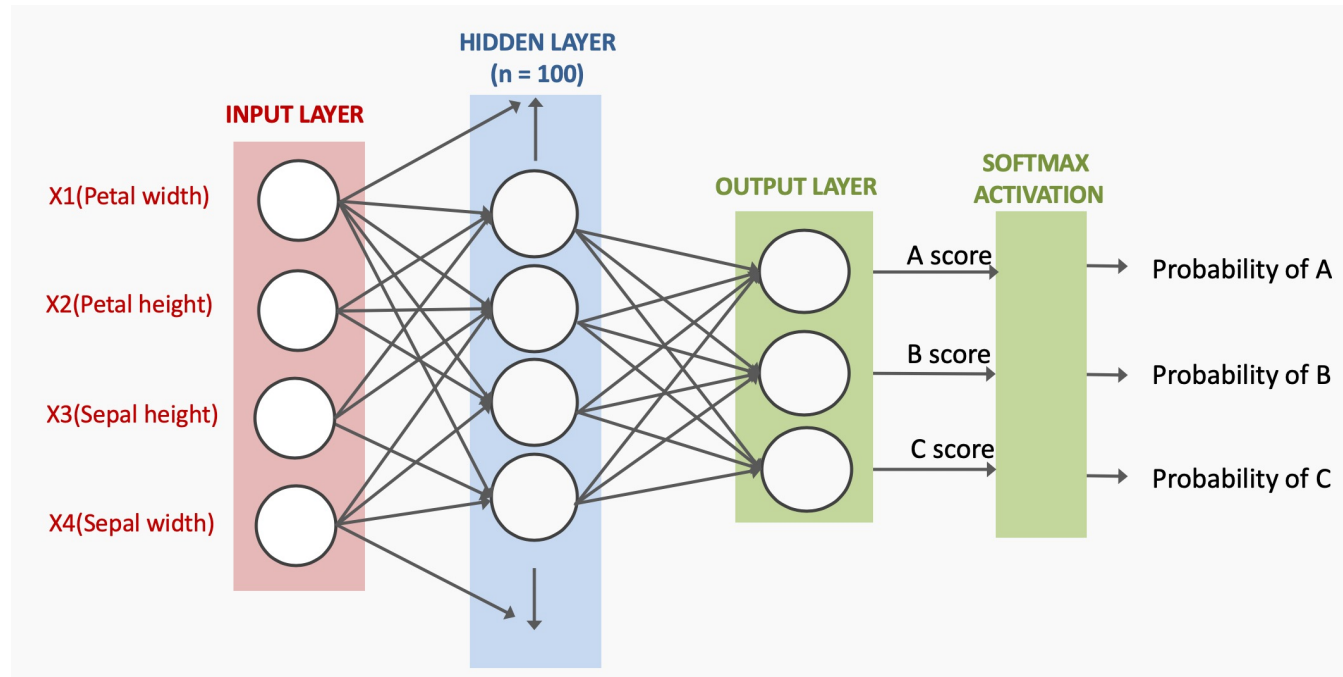 HIDDEN LAYER
(n = 100)
INPUT LAYER
X1(Petal width)
X2(Petal height)
X3(Sepal height)
X4(Sepal width)
OUTPUT LAYER
A score
B score
C score
SOFTMAX
ACTIVATION
Probability of A
Probability of B
Probability of C